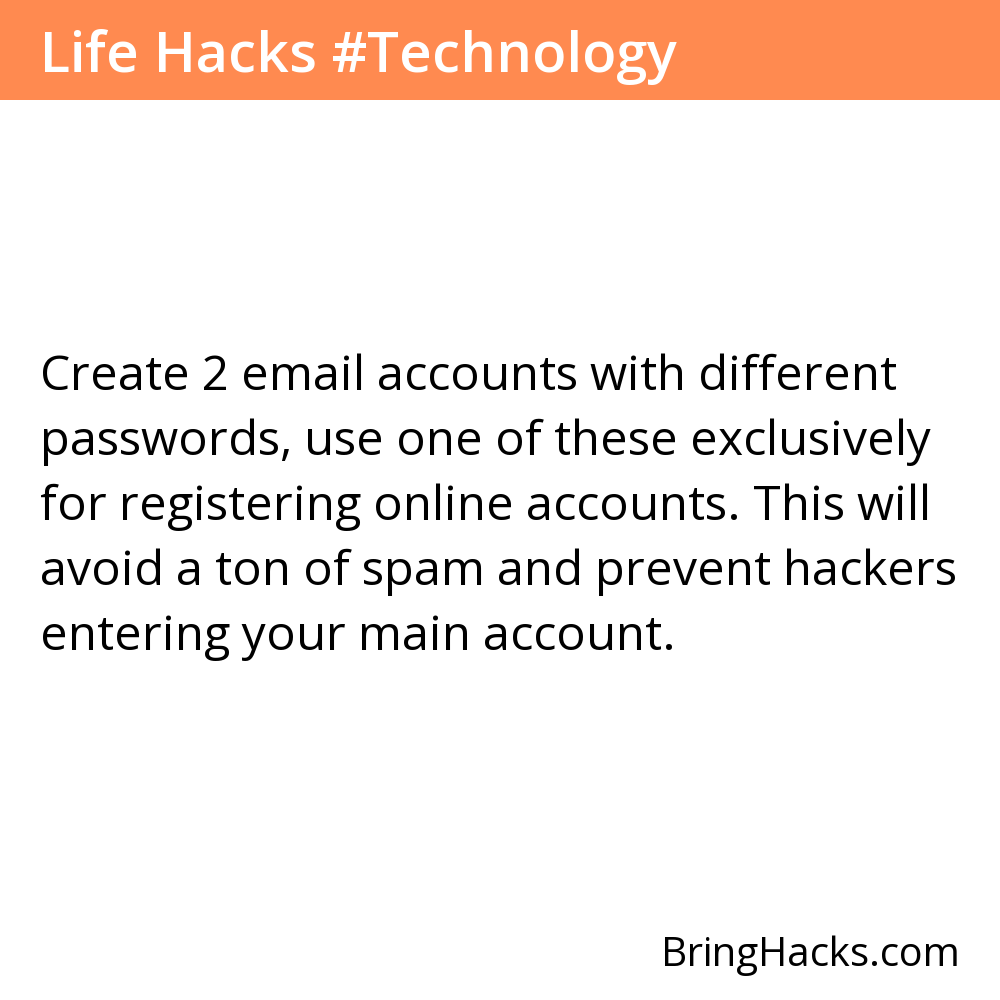 Life Hacks #Technology
Create 2 email accounts with different
passwords, use one of these exclusively
for registering online accounts. This will
avoid a ton of spam and prevent hackers
entering your main account.
BringHacks.com